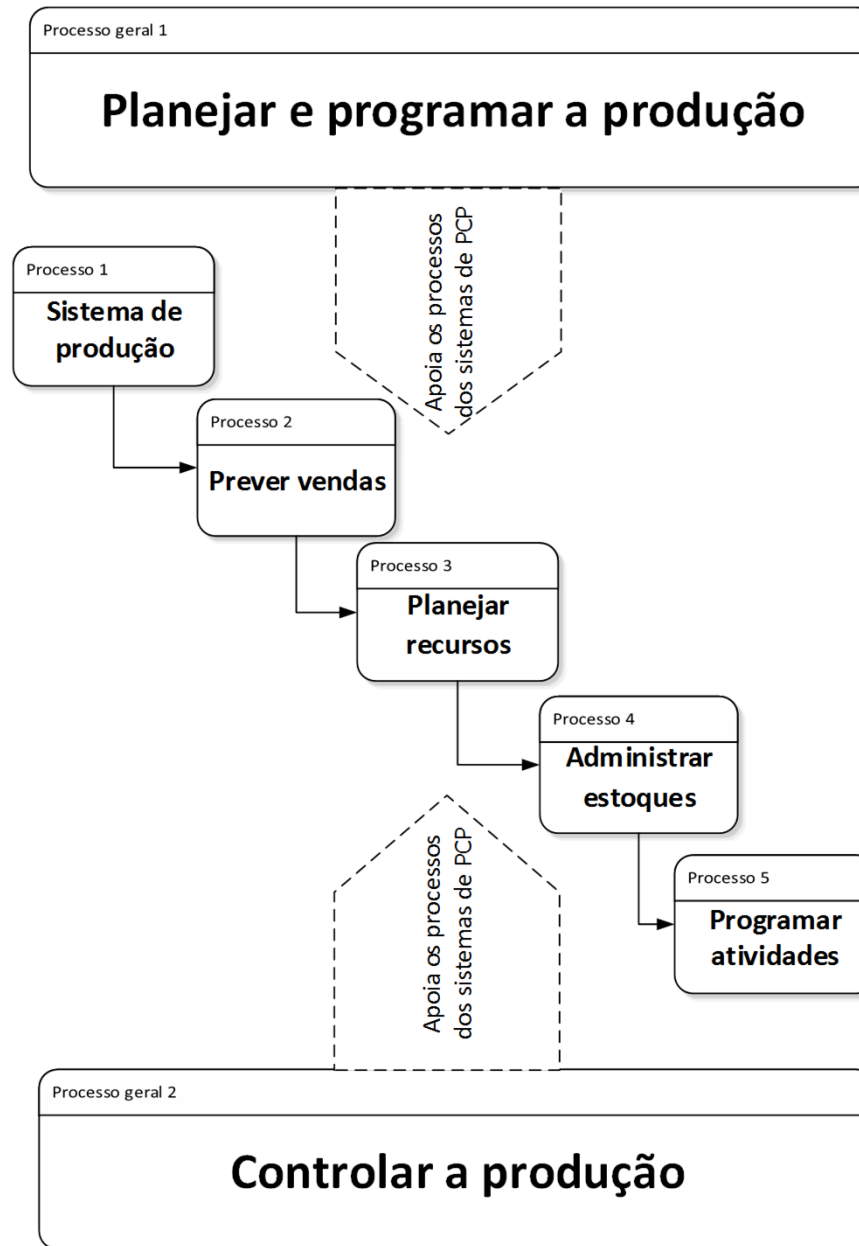 Processo geral 1
Planejar e programar a produção
Apoia os processos
dos sistemas de PCP
Processo 1
Sistema de
produção
Processo 2
Prever vendas
Processo 3
Planejar
recursos
Processo 4
Administrar
estoques
Processo 5
Programar
atividades
Apoia os processos
dos sistemas de PCP
Processo geral 2
Controlar a produção